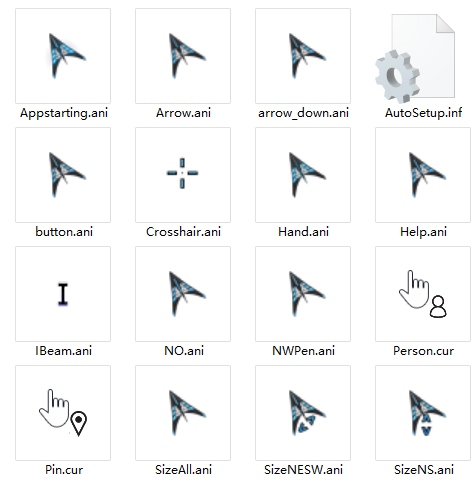 Appstarting.ani
Arrow.ani
arrow_down.ani
AutoSetup.inf
button.ani
Crosshair.ani
Hand.ani
Help.ani
IBeam.ani
NO.ani
NWPen.ani
Person.cur
Pin.cur
SizeAll.ani
SizeNESW.ani
SizeNS.ani